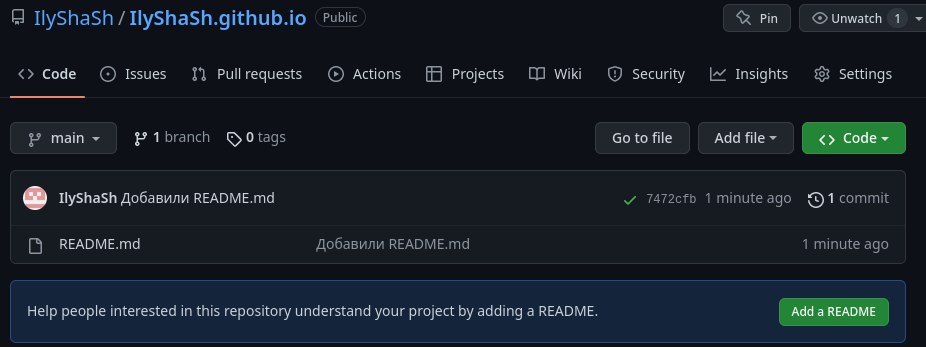 IlyShaSh / IlyShaSh.github.io Public Pin Unwatch 1
Code Issues Pull requests Actions Projects Wiki Security Insights Settings
main 1 branch 0 tags Go to file Add file Code
IlyShaSh Добавили README.md 7472cfb 1 minute ago 1 commit
README.md Добавили README.md 1 minute ago
Help people interested in this repository understand your project by adding a README. Add a README